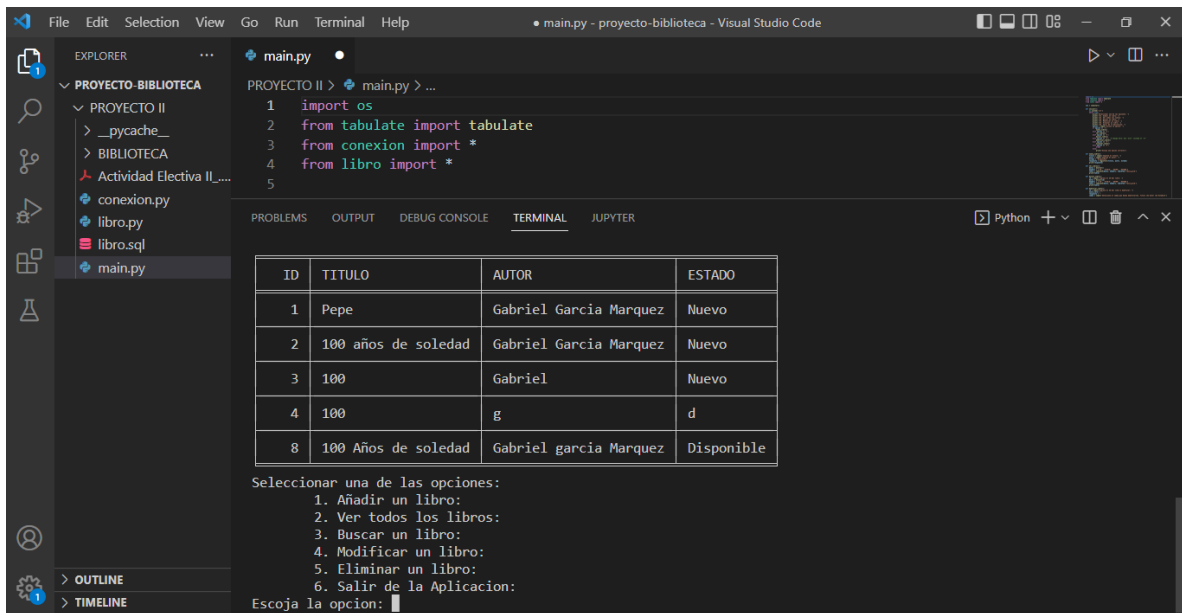 File Edit Selection View Go Run Terminal Help ● main.py - proyecto-biblioteca - Visual Studio Code
EXPLORER ···
PROYECTO-BIBLIOTECA
PROYECTO II
__pycache__
BIBLIOTECA
Actividad Electiva II_....
conexion.py
libro.py
libro.sql
main.py
OUTLINE
TIMELINE
1
1
main.py ●
PROYECTO II > main.py > ...
1 import os
2 from tabulate import tabulate
3 from conexion import *
4 from libro import *
5
PROBLEMS OUTPUT DEBUG CONSOLE TERMINAL JUPYTER Python
ID TITULO AUTOR ESTADO
1 Pepe Gabriel Garcia Marquez Nuevo
2 100 años de soledad Gabriel Garcia Marquez Nuevo
3 100 Gabriel Nuevo
4 100 g d
8 100 Años de soledad Gabriel garcia Marquez Disponible
Seleccionar una de las opciones:
1. Añadir un libro:
2. Ver todos los libros:
3. Buscar un libro:
4. Modificar un libro:
5. Eliminar un libro:
6. Salir de la Aplicacion:
Escoja la opcion: